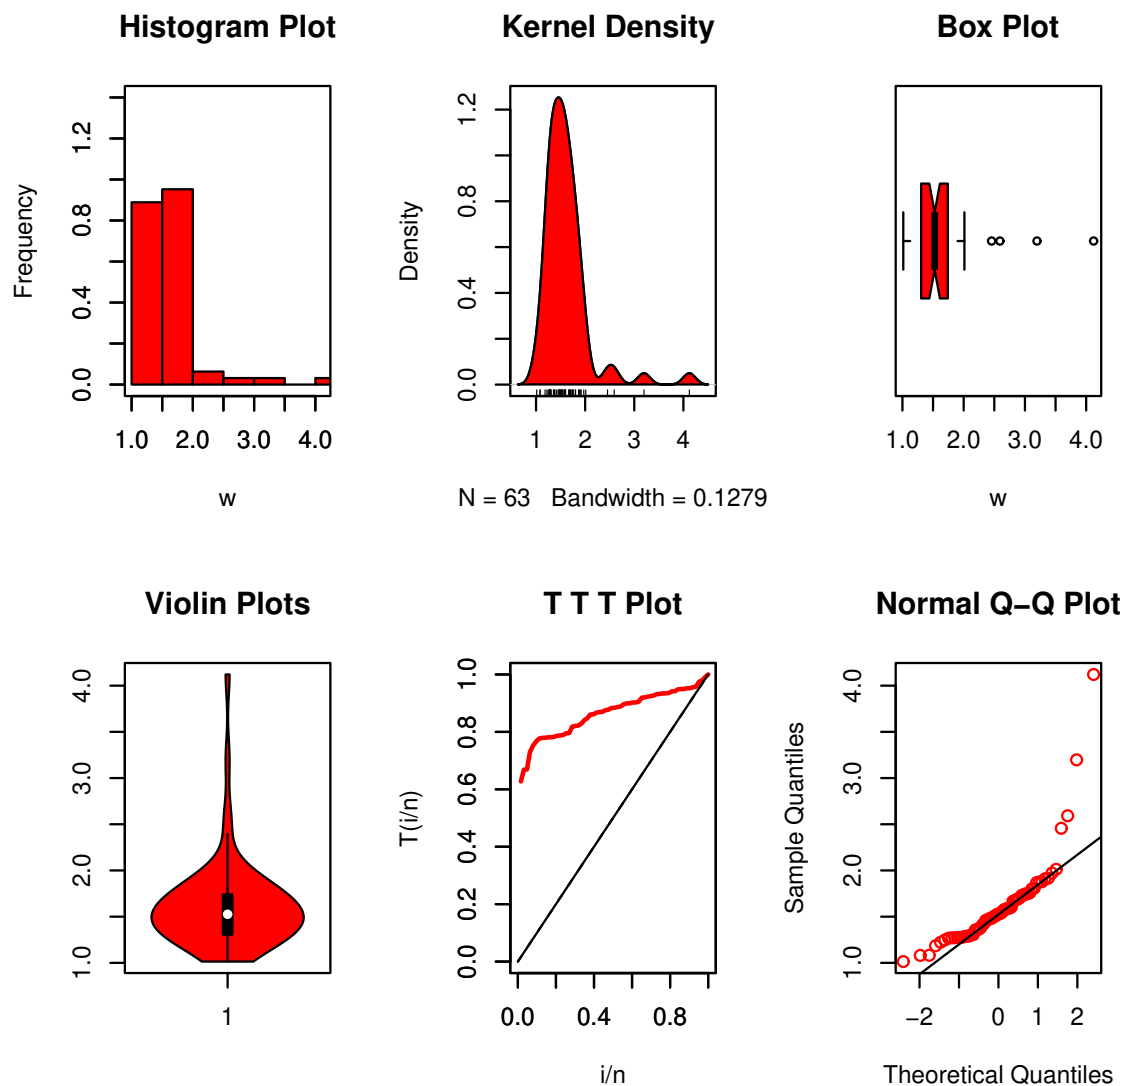 Histogram Plot
Frequency
0.0 0.4 0.8 1.2
1.0 2.0 3.0 4.0
w
Kernel Density
Density
0.0 0.4 0.8 1.2
1 2 3 4
N = 63 Bandwidth = 0.1279
Box Plot
1.0 2.0 3.0 4.0
w
Violin Plots
1.0 2.0 3.0 4.0
1
T T T Plot
T(i/n)
0.0 0.2 0.4 0.6 0.8 1.0
0.0 0.4 0.8
i/n
Normal Q−Q Plot
Sample Quantiles
1.0 2.0 3.0 4.0
−2 0 1 2
Theoretical Quantiles